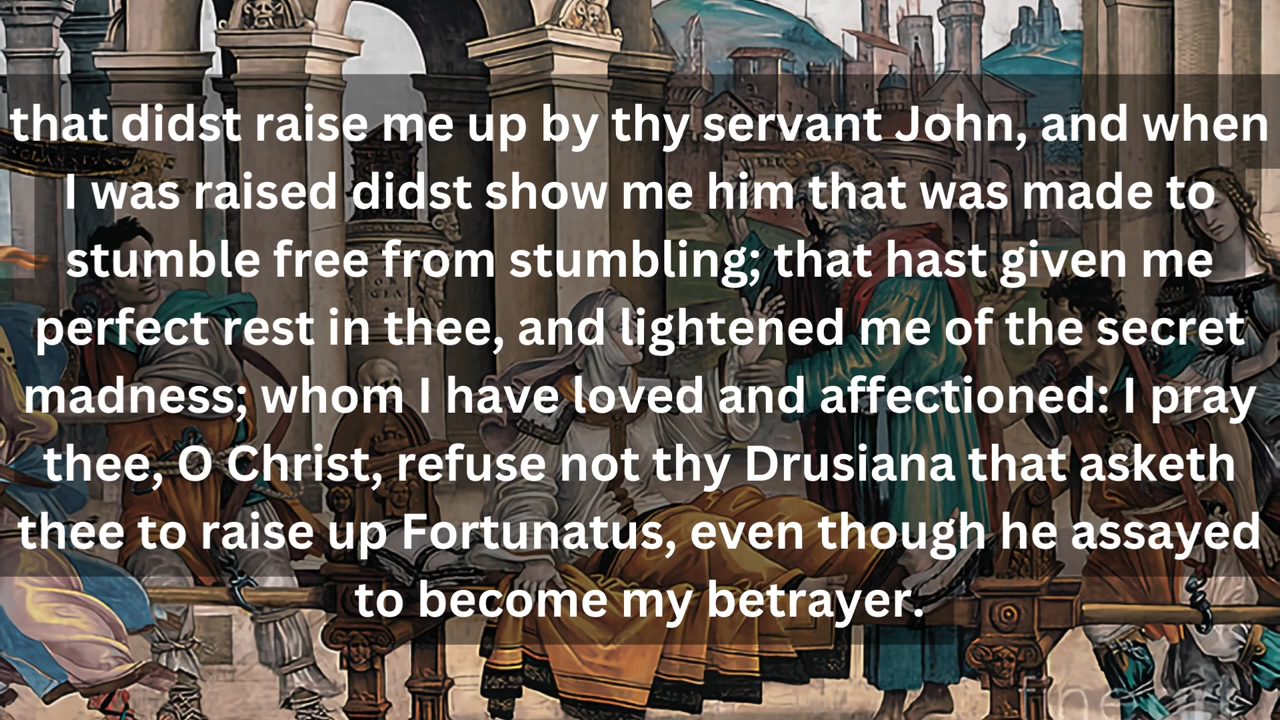 that didst raise me up by thy servant John, and when
I was raised didst show me him that was made to
stumble free from stumbling; that hast given me
perfect rest in thee, and lightened me of the secret
madness; whom I have loved and affectioned: I pray
thee, O Christ, refuse not thy Drusiana that asketh
thee to raise up Fortunatus, even though he assayed
to become my betrayer.